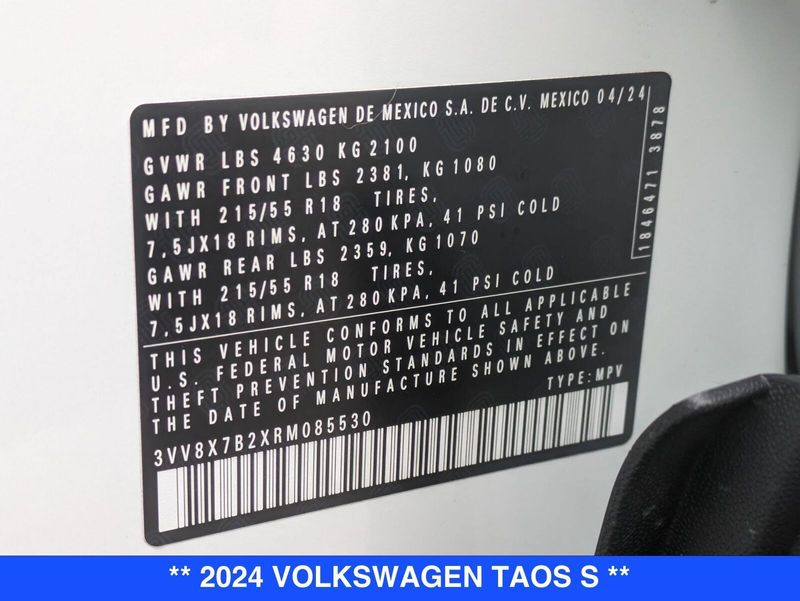 MFD BY VOLKSWAGEN DE MEXICO S.A. DE C.V. MEXICO 04/24
GVWR LBS 4630 KG 2100
GAWR FRONT LBS 2381, KG 1080
WITH 215/55 R18 TIRES,
7,5JX18 RIMS, AT 280 KPA, 41 PSI COLD
GAWR REAR LBS 2359, KG 1070
WITH 215/55 R18 TIRES,
7,5JX18 RIMS, AT 280 KPA, 41 PSI COLD
1846471 3878
THIS VEHICLE CONFORMS TO ALL APPLICABLE
U.S. FEDERAL MOTOR VEHICLE SAFETY AND
THEFT PREVENTION STANDARDS IN EFFECT ON
THE DATE OF MANUFACTURE SHOWN ABOVE.
TYPE: MPV
3VV8X7B2XRM085530
** 2024 VOLKSWAGEN TAOS S **